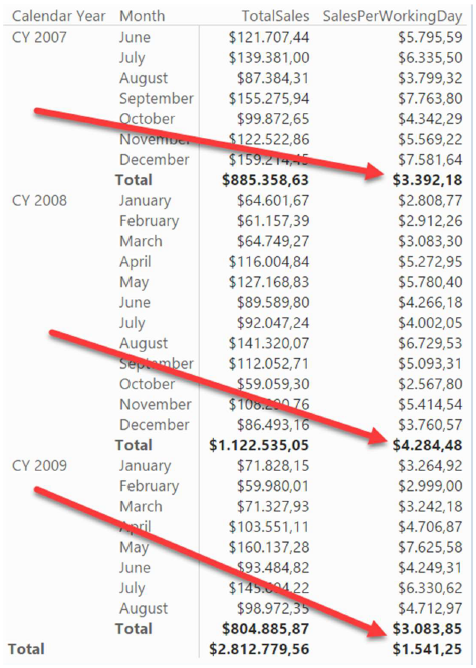 Calendar Year Month TotalSales SalesPerWorkingDay
CY 2007 June $121.707,44 $5.795,59
July $139.381,00 $6.335,50
August $87.384,31 $3.799,32
September $155.275,94 $7.763,80
October $99.872,65 $4.342,29
November $122.522,86 $5.569,22
December $159.214,45 $7.581,64
Total $885.358,63 $3.392,18
CY 2008 January $64.601,67 $2.808,77
February $61.157,39 $2.912,26
March $64.749,27 $3.083,30
April $116.004,84 $5.272,95
May $127.168,83 $5.780,40
June $89.589,80 $4.266,18
July $92.047,24 $4.002,05
August $141.320,07 $6.729,53
September $112.052,71 $5.093,31
October $59.059,30 $2.567,80
November $5.414,54
December $86.493,16 $3.760,57
Total $1.122.535,05 $4.284,48
CY 2009 January $71.828,15 $3.264,92
February $59.980,01 $2.999,00
March $71.327,93 $3.242,18
April $103.551,11 $4.706,87
May $160.137,28 $7.625,58
June $93.484,82 $4.249,31
July $6.330,62
August $98.972,35 $4.712,97
Total $804.885,87 $3.083,85
Total $2.812.779,56 $1.541,25